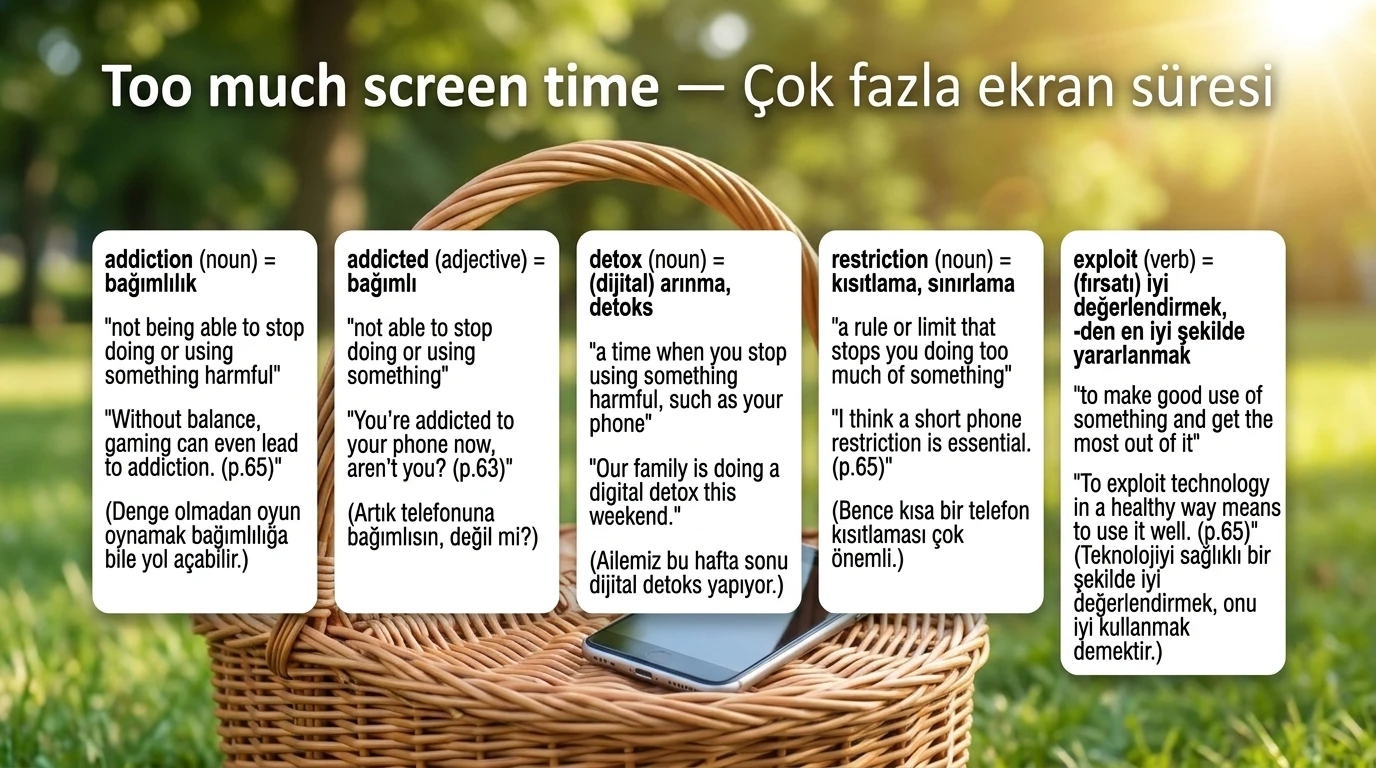 Too much screen time — Çok fazla ekran süresi
addiction (noun) =
bağımlılık
"not being able to stop
doing or using
something harmful"
"Without balance,
gaming can even lead
to addiction. (p.65)"
(Denge olmadan oyun
oynamak bağımlılığa
bile yol açabilir.)
addicted (adjective) =
bağımlı
"not able to stop
doing or using
something"
"You’re addicted to
your phone now,
aren’t you? (p.63)"
(Artık telefonuna
bağımlısın, değil mi?)
detox (noun) =
(dijital) arınma,
detoks
"a time when you stop
using something
harmful, such as your
phone"
"Our family is doing a
digital detox this
weekend."
(Ailemiz bu hafta sonu
dijital detoks yapıyor.)
restriction (noun) =
kısıtlama, sınırlama
"a rule or limit that
stops you doing too
much of something"
"I think a short phone
restriction is essential.
(p.65)"
(Bence kısa bir telefon
kısıtlaması çok
önemli.)
exploit (verb) =
(fırsatı) iyi
değerlendirmek,
-den en iyi şekilde
yararlanmak
"to make good use of
something and get the
most out of it"
"To exploit technology
in a healthy way means
to use it well. (p.65)"
(Teknolojiyi sağlıklı bir
şekilde iyi
değerlendirmek, onu
iyi kullanmak
demektir.)